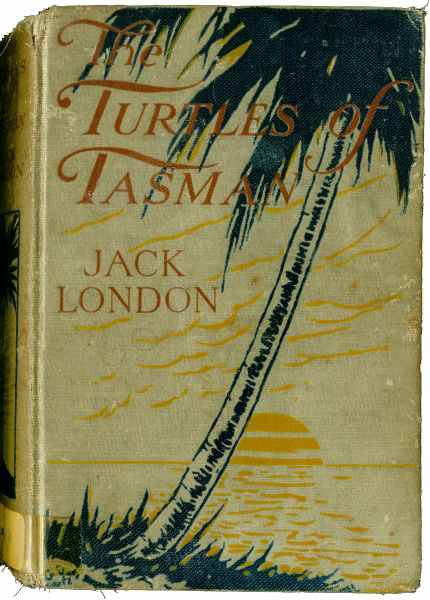 The
TURTLES of
TASMAN
JACK
LONDON